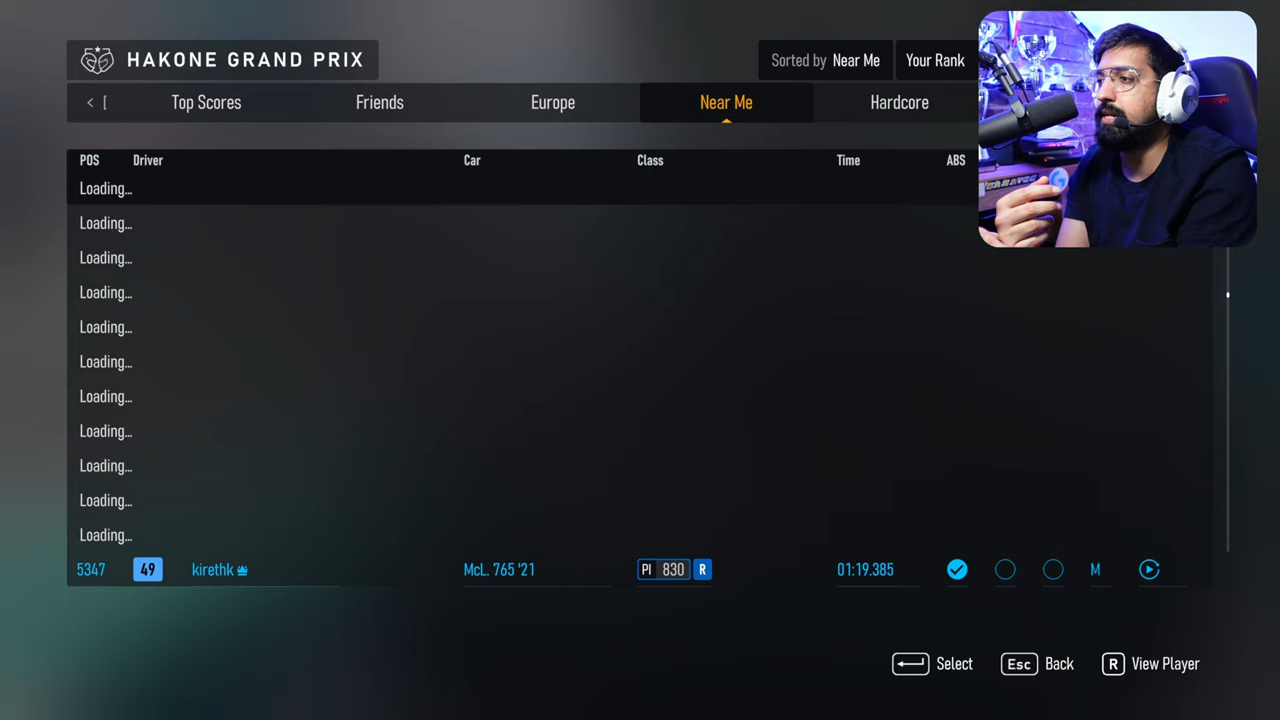 HAKONE GRAND PRIX
Sorted by Near Me
Your Rank
< [ Top Scores Friends Europe Near Me Hardcore
POS Driver Car Class Time ABS
Loading...
Loading...
Loading...
Loading...
Loading...
Loading...
Loading...
Loading...
Loading...
Loading...
Loading...
5347 49 kirethk McL. 765 '21 PI 830 R 01:19.385 M
Select Esc Back R View Player